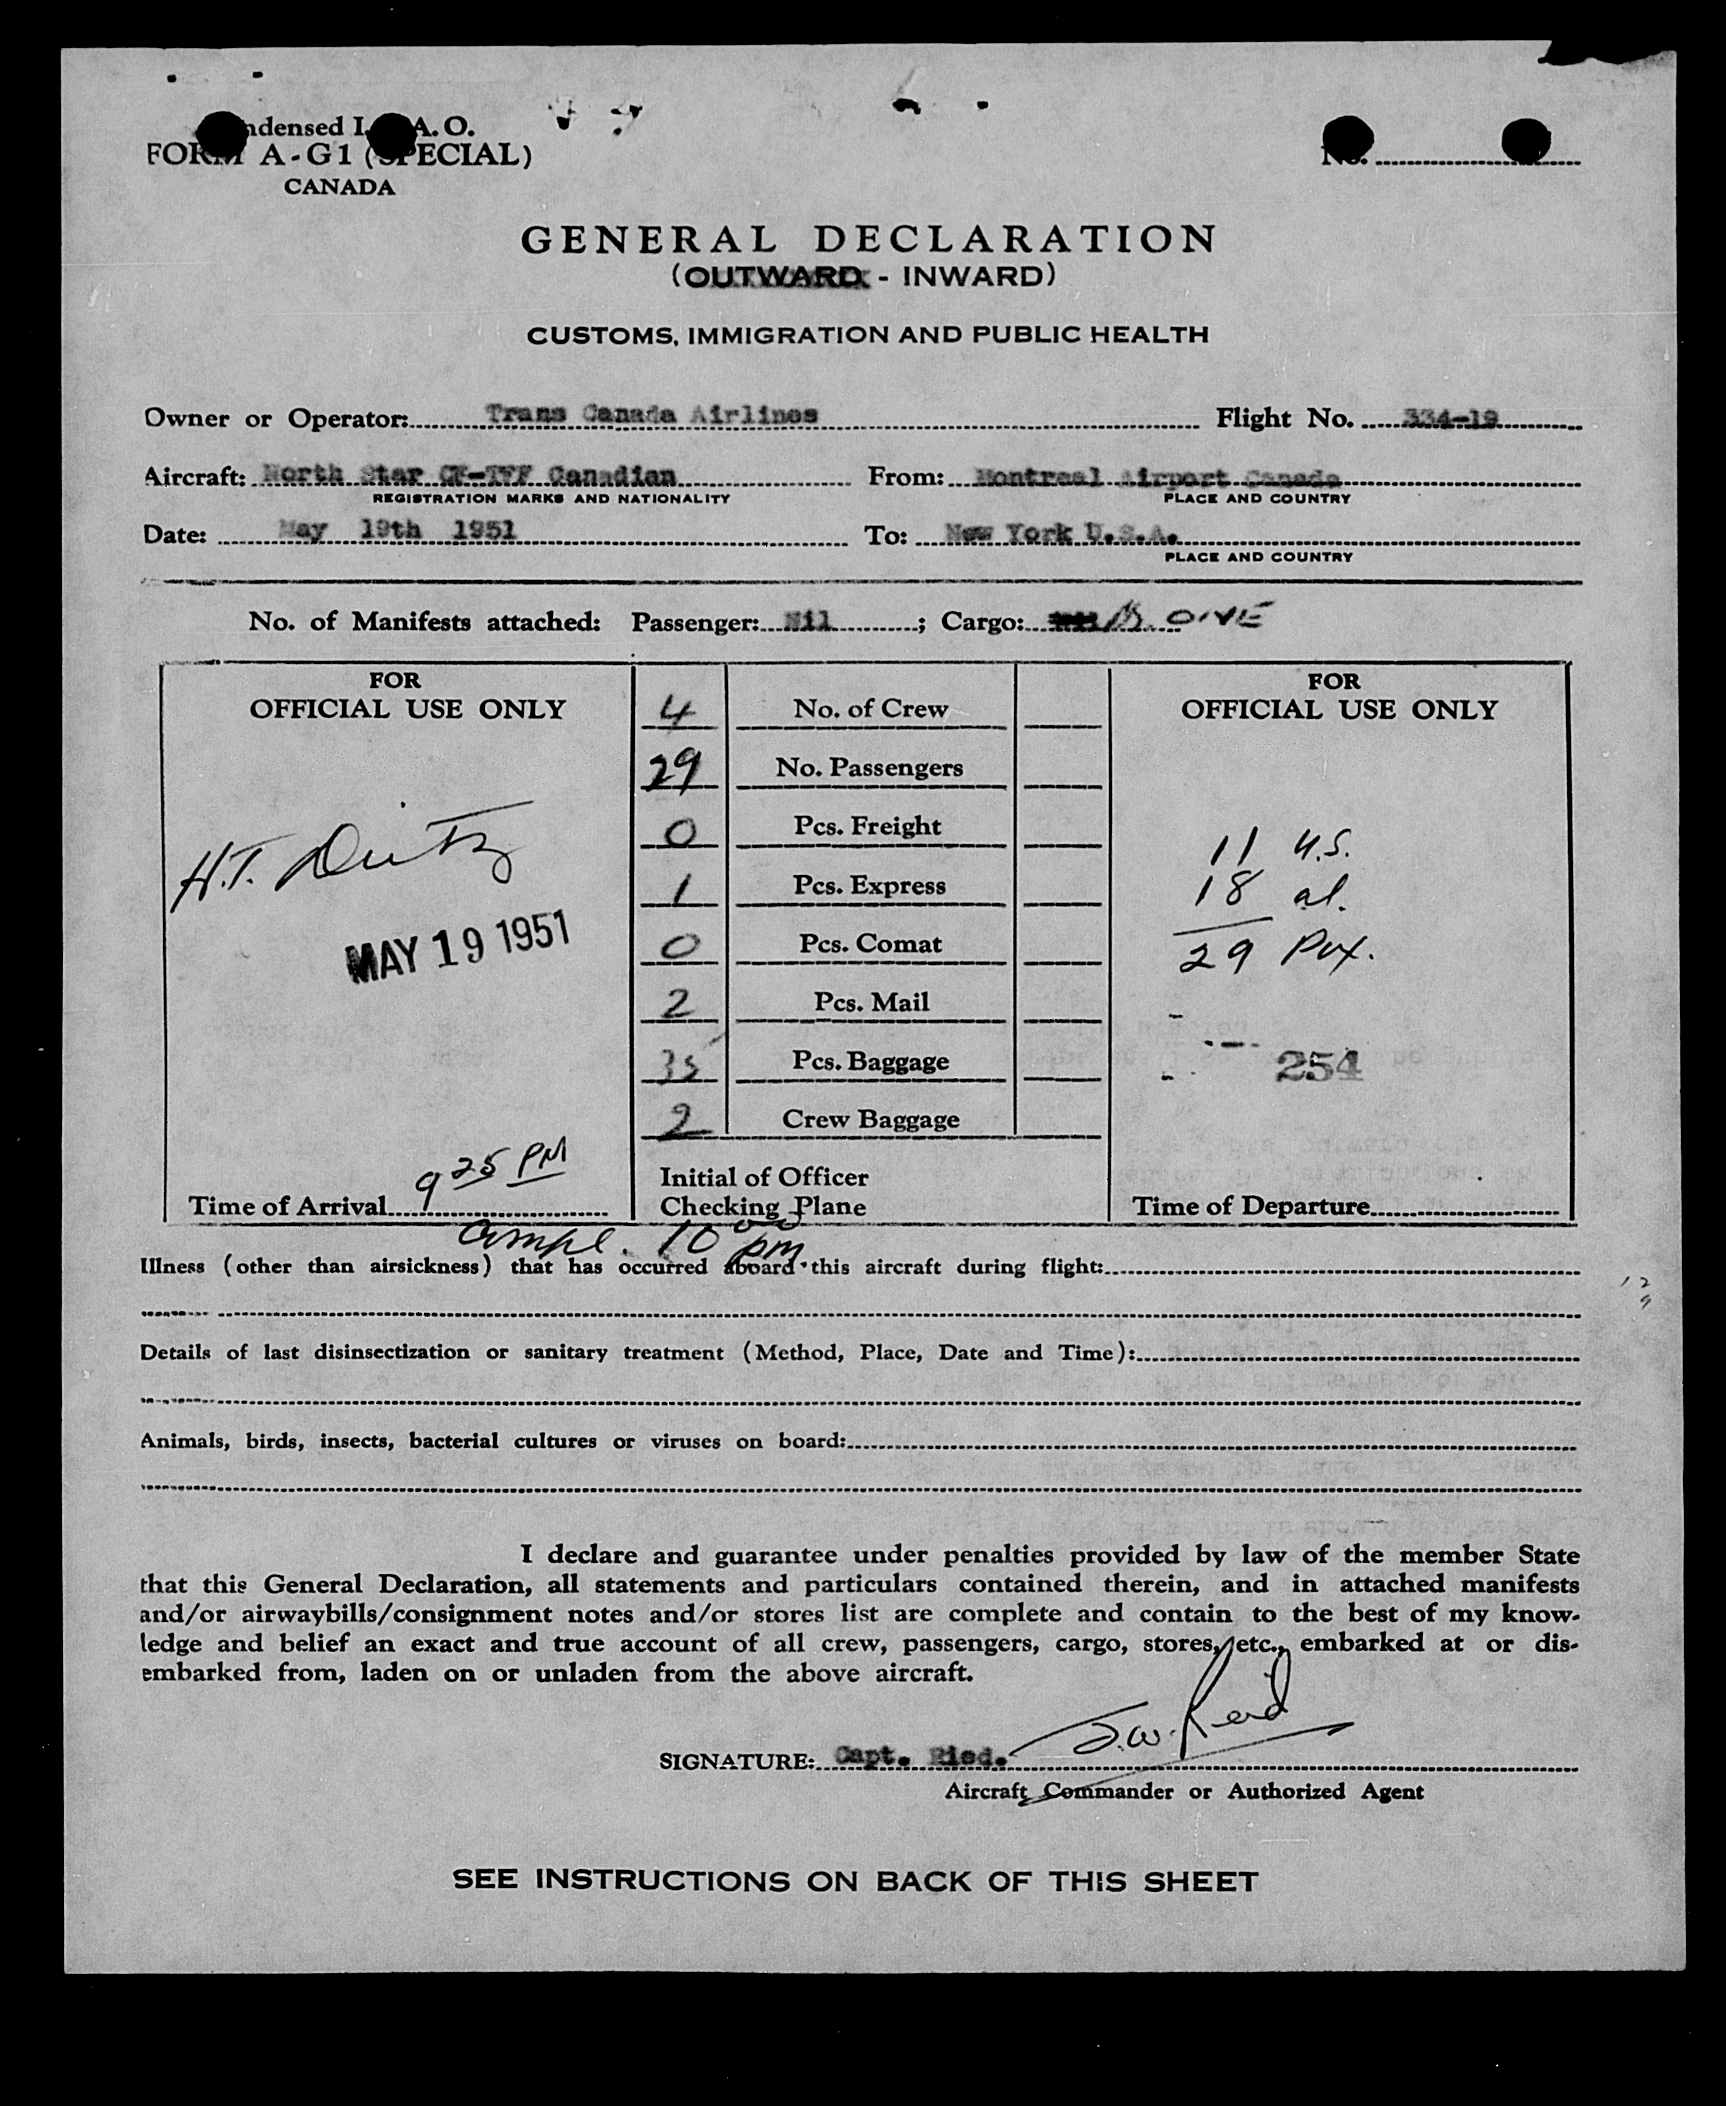 ndensed I. A. O.
FORM A-G1 (SPECIAL)
CANADA
No.
GENERAL DECLARATION
(OUTWARD - INWARD)
CUSTOMS, IMMIGRATION AND PUBLIC HEALTH
Owner or Operator: Trans Canada Airlines Flight No. 334-19
Aircraft: North Star CF-TFF Canadian From: Montreal Airport Canada
REGISTRATION MARKS AND NATIONALITY PLACE AND COUNTRY
Date: May 19th 1951 To: New York U.S.A.
PLACE AND COUNTRY
No. of Manifests attached: Passenger: Nil ; Cargo: ONE
FOR
OFFICIAL USE ONLY
H.T.
MAY 19 1951
9 25 PM
Time of Arrival
4 No. of Crew
29 No. Passengers
0 Pcs. Freight
1 Pcs. Express
0 Pcs. Comat
2 Pcs. Mail
35 Pcs. Baggage
2 Crew Baggage
Initial of Officer
Checking Plane
FOR
OFFICIAL USE ONLY
11 U.S.
18 al.
29 Pax.
254
Time of Departure
Compl. 10 00 pm
Illness (other than airsickness) that has occurred aboard this aircraft during flight:
Details of last disinsectization or sanitary treatment (Method, Place, Date and Time):
Animals, birds, insects, bacterial cultures or viruses on board:
I declare and guarantee under penalties provided by law of the member State
that this General Declaration, all statements and particulars contained therein, and in attached manifests
and/or airwaybills/consignment notes and/or stores list are complete and contain to the best of my know-
ledge and belief an exact and true account of all crew, passengers, cargo, stores, etc., embarked at or dis-
embarked from, laden on or unladen from the above aircraft.
SIGNATURE: Capt. Ried. J.W. Reid
Aircraft Commander or Authorized Agent
SEE INSTRUCTIONS ON BACK OF THIS SHEET